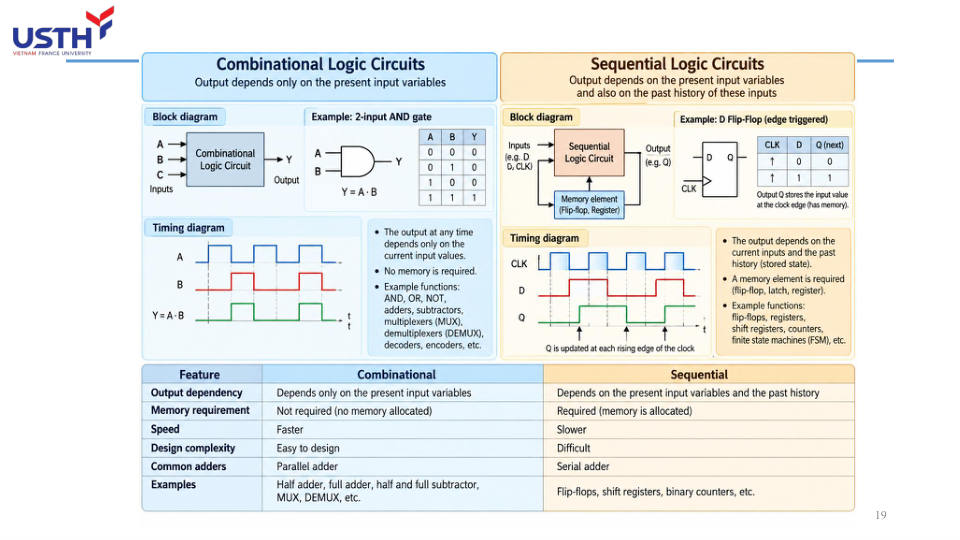 USTH
VIETNAM FRANCE UNIVERSITY
Combinational Logic Circuits
Output depends only on the present input variables
Block diagram
A
B
C
Inputs
Combinational
Logic Circuit
Y
Output
Example: 2-input AND gate
A
B
Y
Y = A · B
A B Y
0 0 0
0 1 0
1 0 0
1 1 1
Timing diagram
A
B
Y = A · B
t
t
• The output at any time
depends only on the
current input values.
• No memory is required.
• Example functions:
AND, OR, NOT,
adders, subtractors,
multiplexers (MUX),
demultiplexers (DEMUX),
decoders, encoders, etc.
Sequential Logic Circuits
Output depends on the present input variables
and also on the past history of these inputs
Block diagram
Inputs
(e.g. D
D, CLK)
Sequential
Logic Circuit
Output
(e.g. Q)
Memory element
(Flip-flop, Register)
Example: D Flip-Flop (edge triggered)
D Q
CLK
CLK D Q (next)
↑ 0 0
↑ 1 1
Output Q stores the input value
at the clock edge (has memory).
Timing diagram
CLK
D
Q
t
Q is updated at each rising edge of the clock
• The output depends on the
current inputs and the past
history (stored state).
• A memory element is required
(flip-flop, latch, register).
• Example functions:
flip-flops, registers,
shift registers, counters,
finite state machines (FSM), etc.
Feature Combinational Sequential
Output dependency Depends only on the present input variables Depends on the present input variables and the past history
Memory requirement Not required (no memory allocated) Required (memory is allocated)
Speed Faster Slower
Design complexity Easy to design Difficult
Common adders Parallel adder Serial adder
Examples Half adder, full adder, half and full subtractor,
MUX, DEMUX, etc.
Flip-flops, shift registers, binary counters, etc.
19